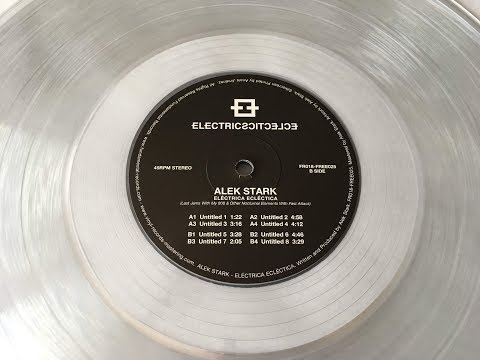 ELECTRICSCITCELCE
45RPM STEREO
FR018-FREE025
B SIDE
ALEK STARK
ELÉCTRICA ECLÉCTICA
(Lost Jams With My 808 & Other Nocturnal Elements With Fast Attack)
A1 Untitled 1 1:22 A2 Untitled 2 4:58
A3 Untitled 3 3:16 A4 Untitled 4 4:12
B1 Untitled 5 3:28 B2 Untitled 6 4:46
B3 Untitled 7 2:05 B4 Untitled 8 3:29
ALEK STARK - ELÉCTRICA ECLÉCTICA. Written and Produced by Alek Stark.